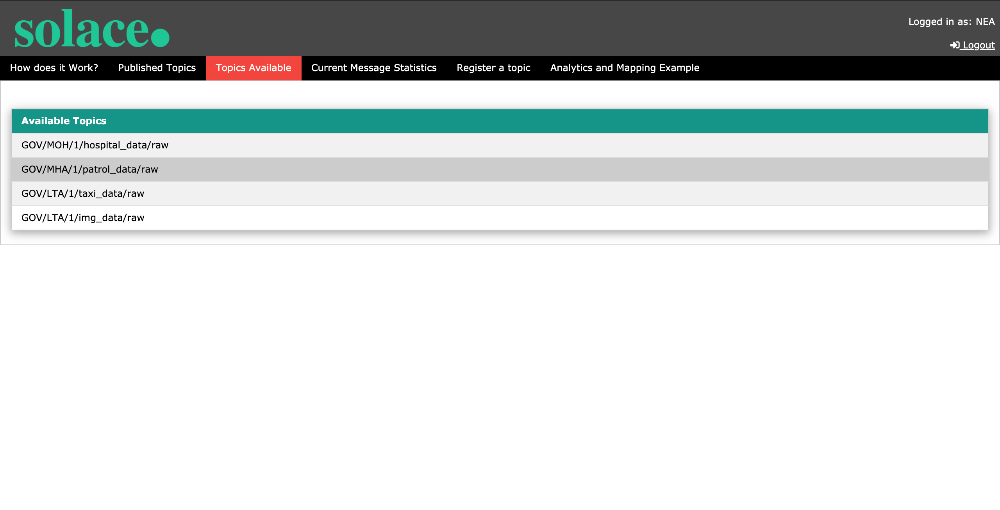 solace.
Logged in as: NEA
Logout
How does it Work? Published Topics Topics Available Current Message Statistics Register a topic Analytics and Mapping Example
Available Topics
GOV/MOH/1/hospital_data/raw
GOV/MHA/1/patrol_data/raw
GOV/LTA/1/taxi_data/raw
GOV/LTA/1/img_data/raw